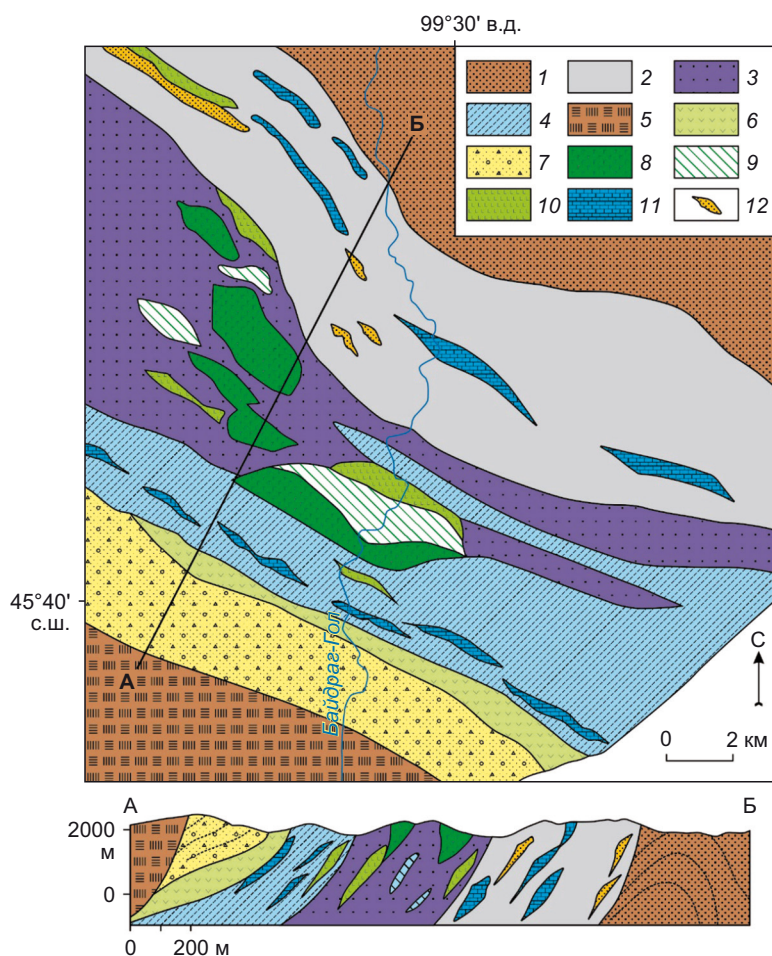 99°30' в.д.
1 2 3
4 5 6
7 8 9
10 11 12
Б
45°40'
с.ш.
А
Байдраг-Гол
С
0 2 км
А Б
2000
м
0
0 200 м